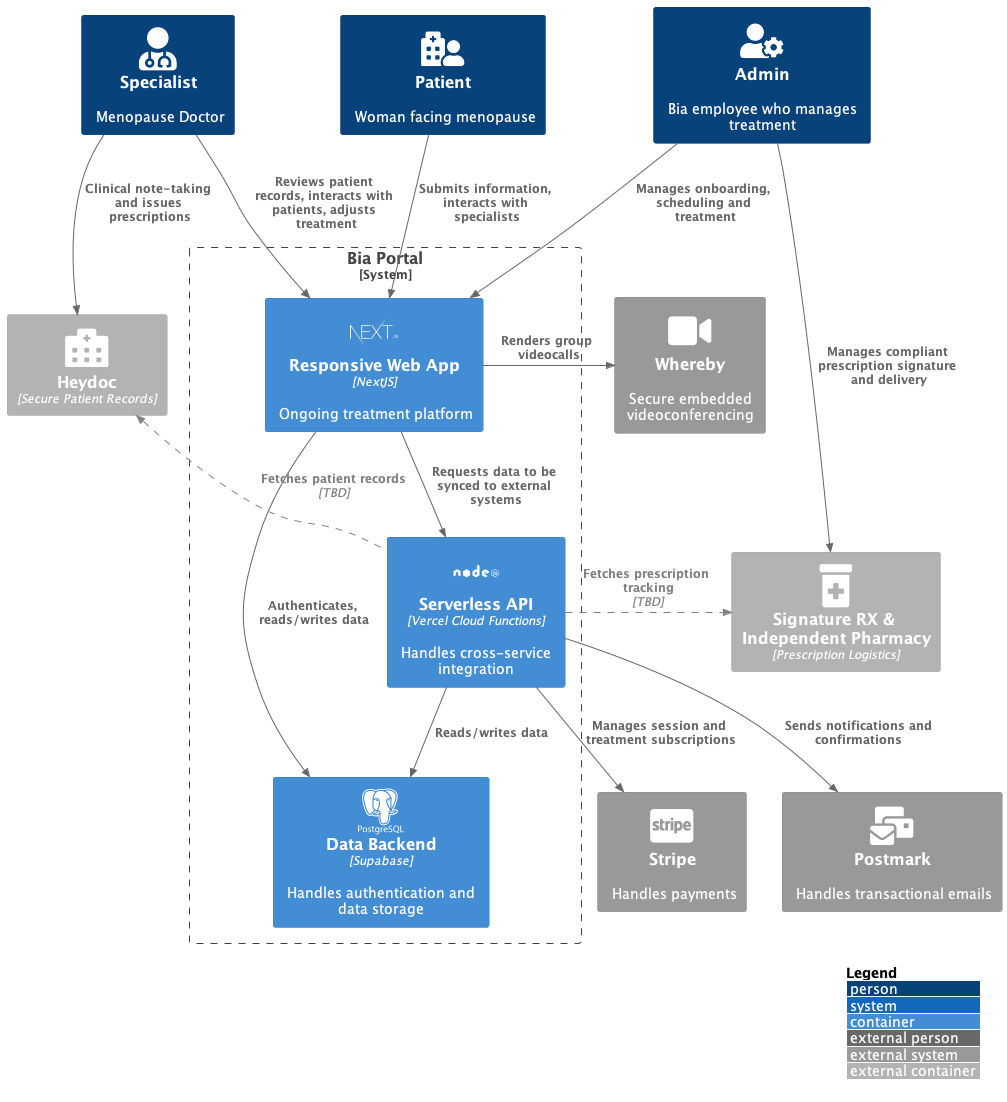 Specialist
Menopause Doctor
Patient
Woman facing menopause
Admin
Bia employee who manages
treatment
Clinical note-taking
and issues
prescriptions
Reviews patient
records, interacts with
patients, adjusts
treatment
Submits information,
interacts with
specialists
Manages onboarding,
scheduling and
treatment
Bia Portal
[System]
NEXT.JS
Responsive Web App
[NextJS]
Ongoing treatment platform
Renders group
videocalls
Whereby
Secure embedded
videoconferencing
Manages compliant
prescription signature
and delivery
Heydoc
[Secure Patient Records]
Fetches patient records
[TBD]
Requests data to be
synced to external
systems
node JS
Serverless API
[Vercel Cloud Functions]
Handles cross-service
integration
Fetches prescription
tracking
[TBD]
Signature RX &
Independent Pharmacy
[Prescription Logistics]
Authenticates,
reads/writes data
Reads/writes data
Manages session and
treatment subscriptions
Sends notifications and
confirmations
PostgreSQL
Data Backend
[Supabase]
Handles authentication and
data storage
stripe
Stripe
Handles payments
Postmark
Handles transactional emails
Legend
person
system
container
external person
external system
external container